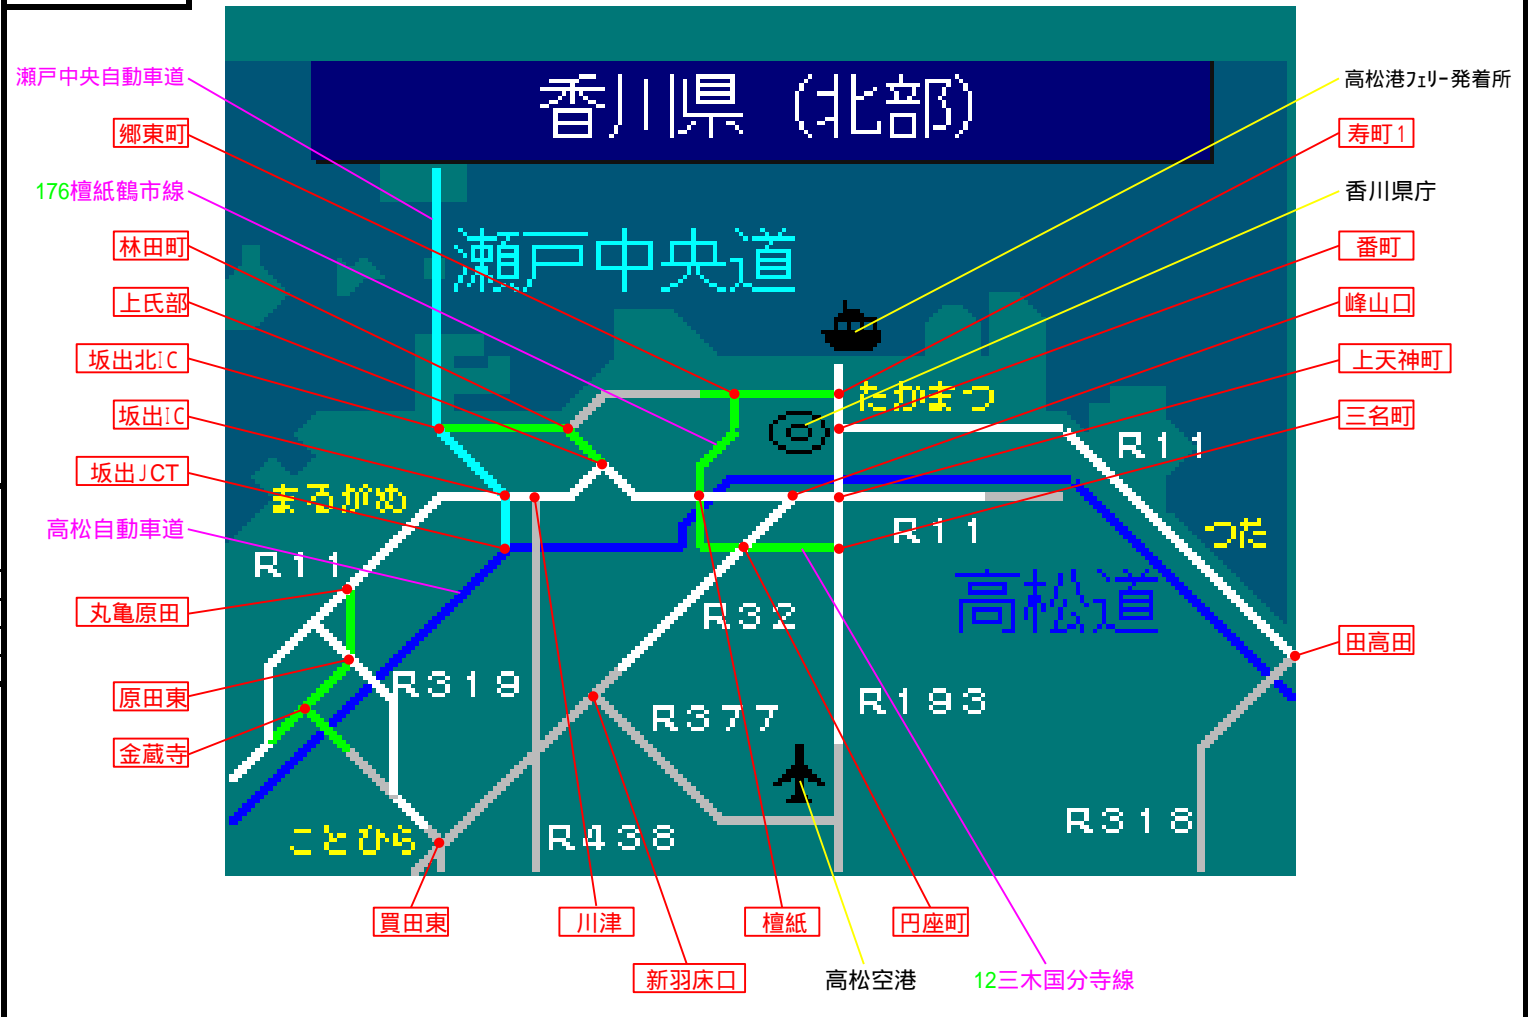 香川県（北部）
瀬戸中央自動車道
郷東町
176檀紙鶴市線
林田町
上氏部
坂出北IC
坂出IC
坂出JCT
高松自動車道
丸亀原田
原田東
金蔵寺
高松港ﾌｪﾘｰ発着所
寿町1
香川県庁
番町
峰山口
上天神町
三名町
田高田
瀬戸中央道
たかまつ
R11
まるがめ
R11
R11
つだ
高松道
R32
R319
R377
R193
R318
R438
ことひら
買田東
川津
檀紙
円座町
新羽床口
高松空港
12三木国分寺線